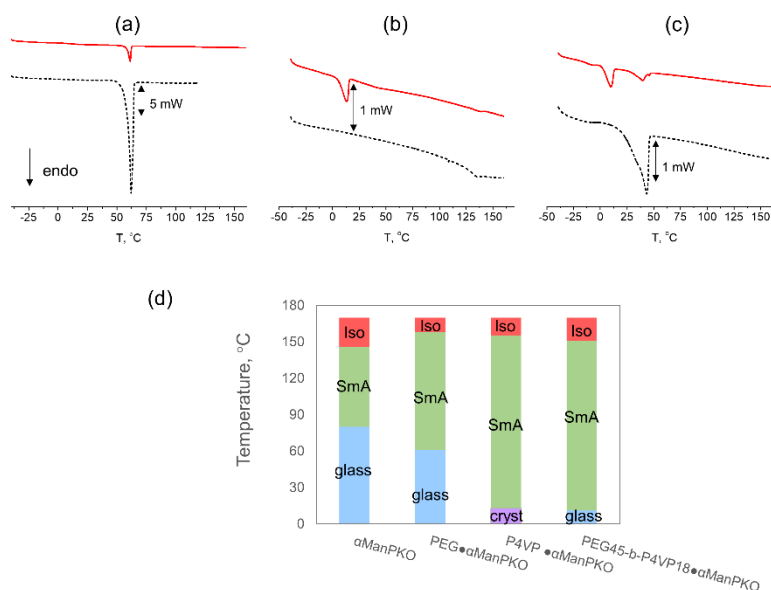 (a)
(b)
(c)
5 mW
1 mW
1 mW
endo
-25 0 25 50 75 100 125 150
T, °C
-50 -25 0 25 50 75 100 125 150
T, °C
-50 -25 0 25 50 75 100 125 150
T, °C
(d)
Temperature, °C
180
150
120
90
60
30
0
Iso
SmA
glass
Iso
SmA
glass
Iso
SmA
cryst
Iso
SmA
glass
αManPKO
PEG●αManPKO
P4VP ●αManPKO
PEG45-b-P4VP18●αManPKO